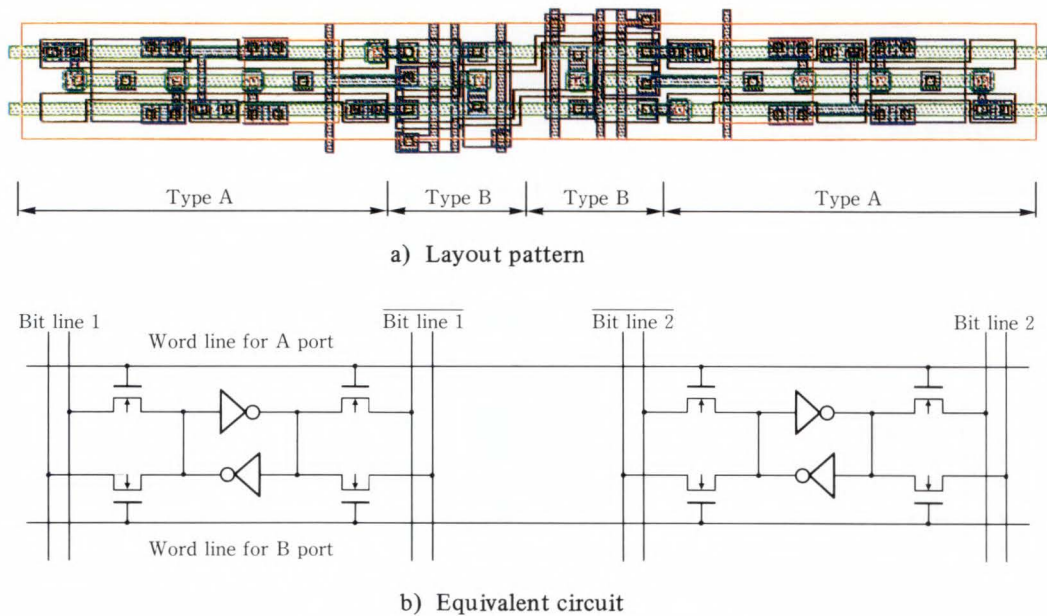 Type A
Type B
Type B
Type A
a) Layout pattern
Bit line 1
Bit line 1
Bit line 2
Bit line 2
Word line for A port
Word line for B port
b) Equivalent circuit